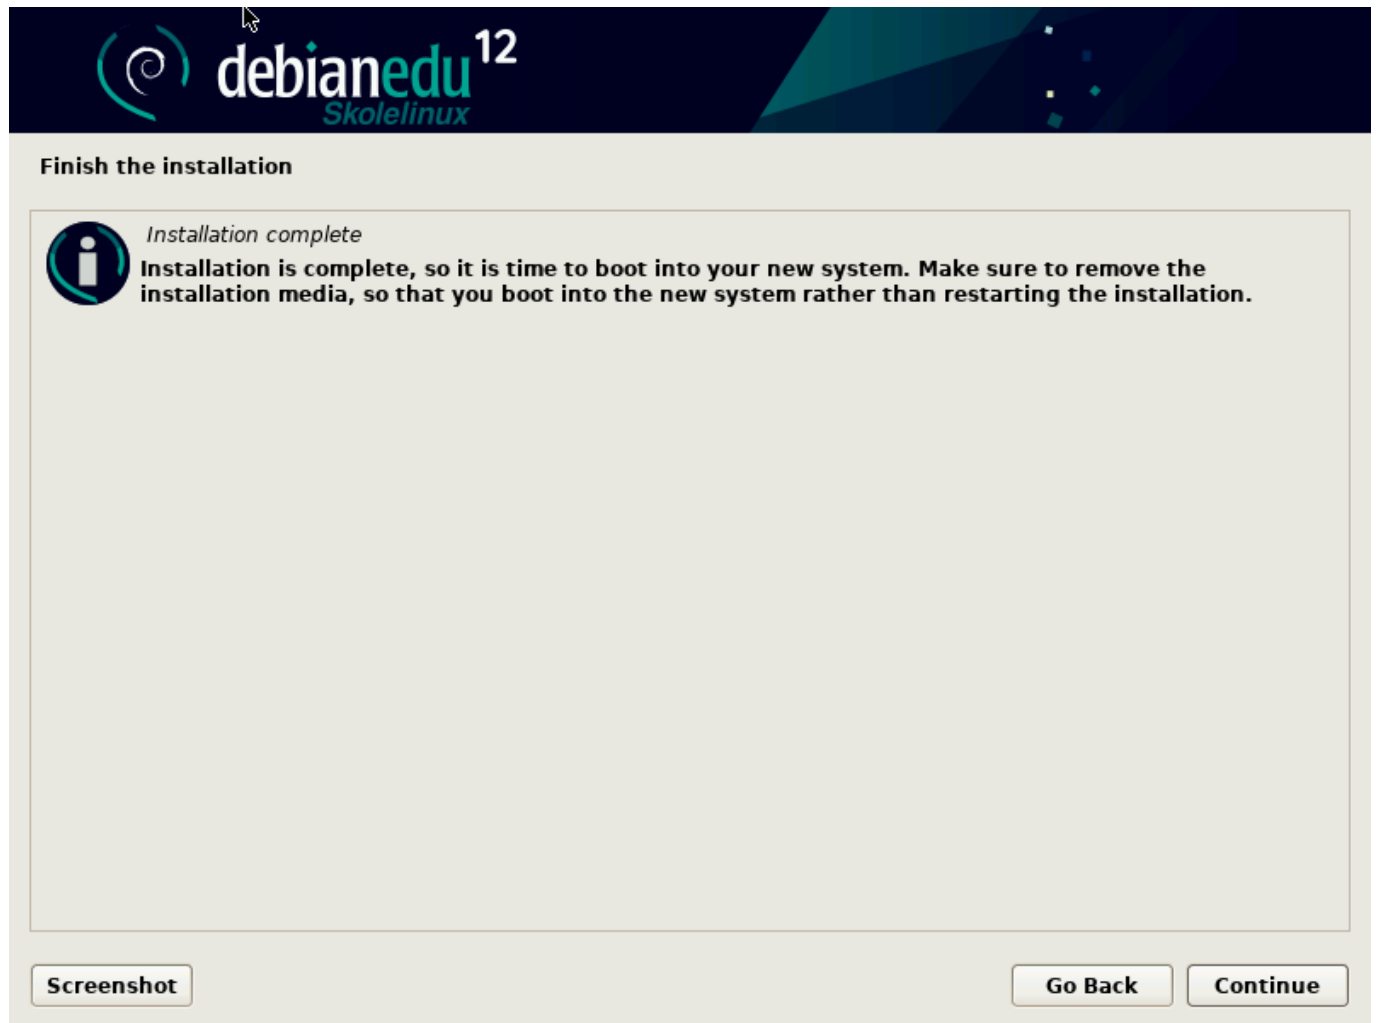 debianedu 12
Skolelinux
Finish the installation
Installation complete
Installation is complete, so it is time to boot into your new system. Make sure to remove the
installation media, so that you boot into the new system rather than restarting the installation.
Screenshot
Go Back
Continue